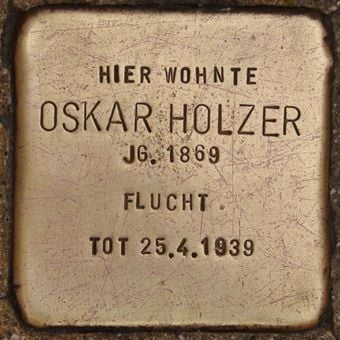 HIER WOHNTE
OSKAR HOLZER
JG. 1869
FLUCHT
TOT 25.4.1939